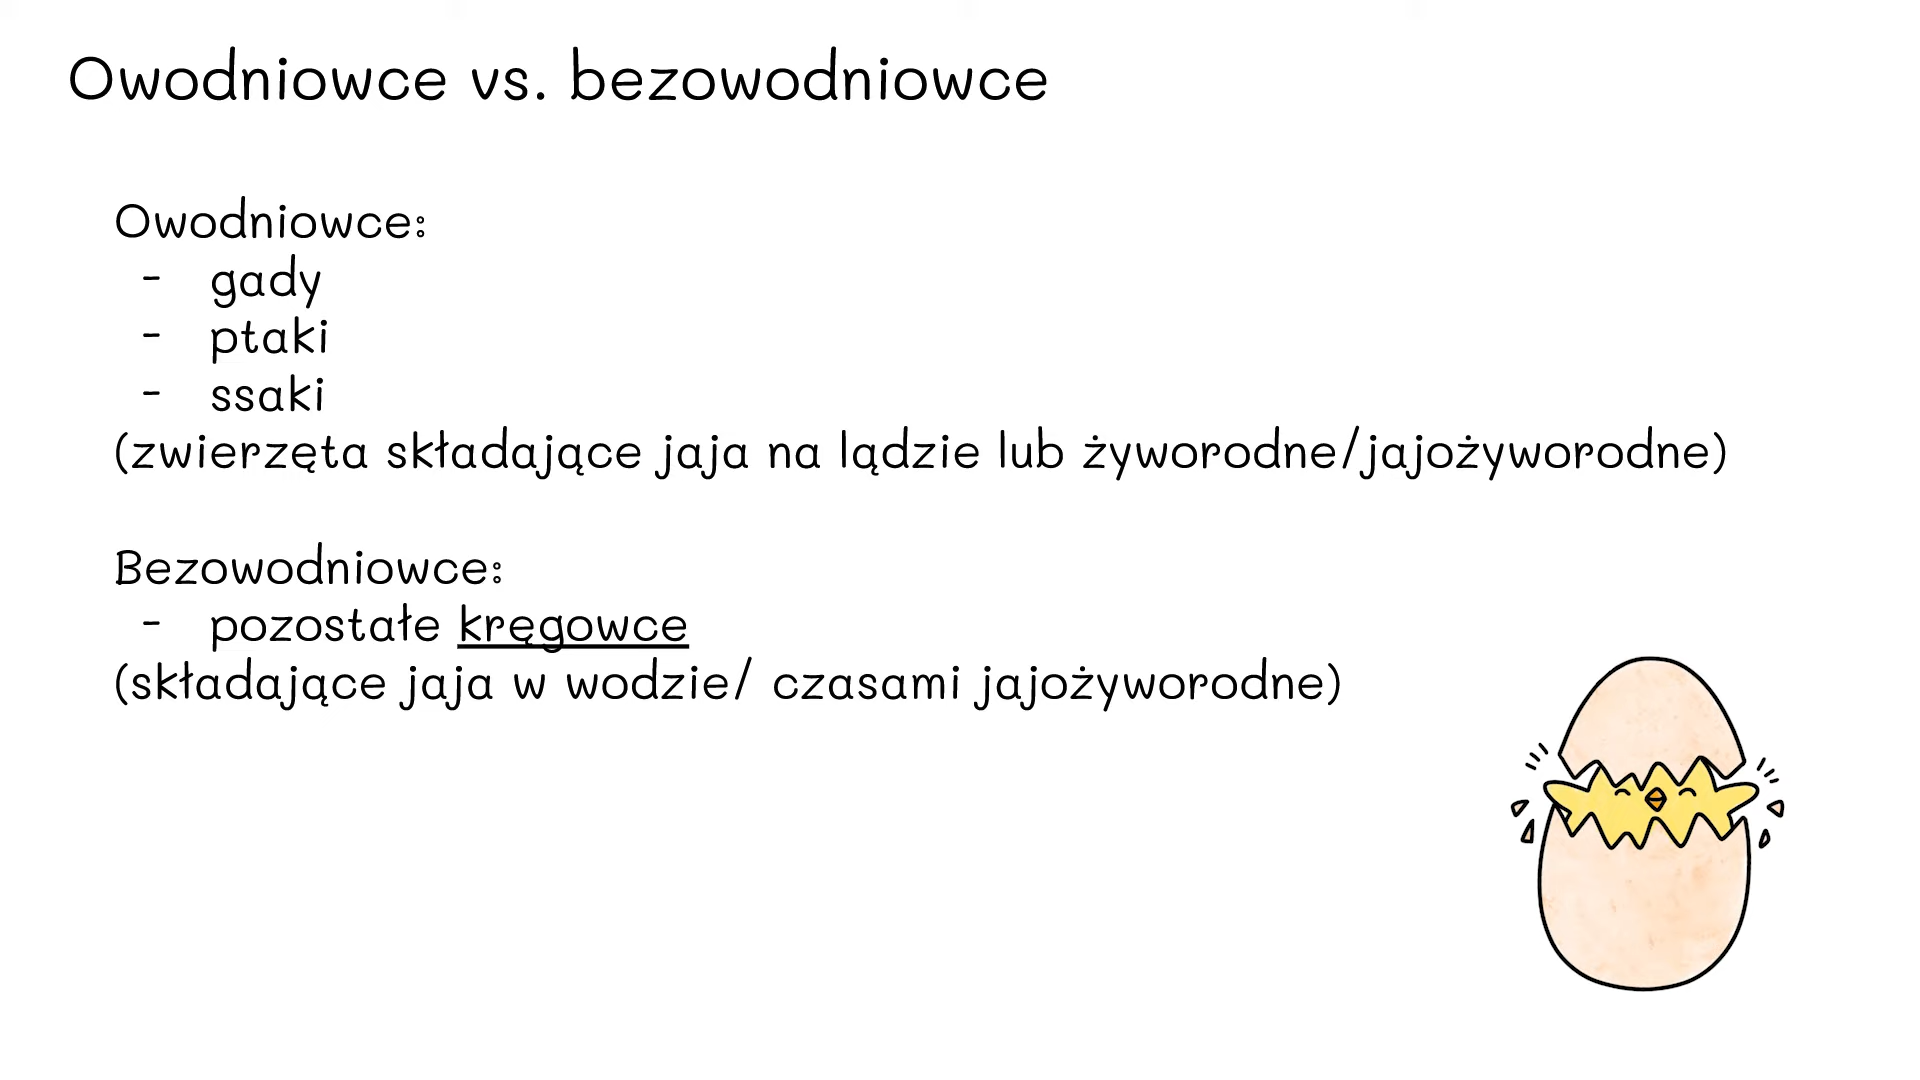 Owodniowce vs. bezowodniowce
Owodniowce:
- gady
- ptaki
- ssaki
(zwierzęta składające jaja na lądzie lub żyworodne/jajożyworodne)
Bezowodniowce:
- pozostałe kręgowce
(składające jaja w wodzie/ czasami jajożyworodne)